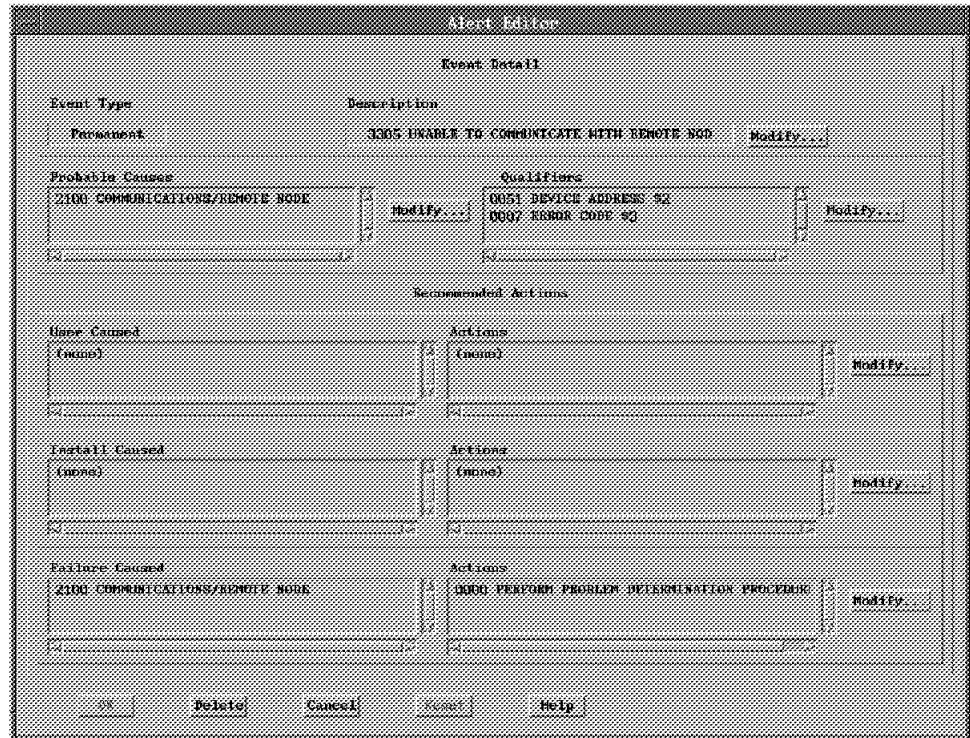 Alert Editor
Event Detail
Event Type
Description
Permanent
3305 UNABLE TO COMMUNICATE WITH REMOTE NOD
Modify...
Probable Causes
Qualifiers
2100 COMMUNICATIONS/REMOTE NODE
Modify...
0051 DEVICE ADDRESS $2
0007 ERROR CODE $3
Modify...
Recommended Actions
User Caused
Actions
(none)
(none)
Modify...
Install Caused
Actions
(none)
(none)
Modify...
Failure Caused
Actions
2100 COMMUNICATIONS/REMOTE NODE
0000 PERFORM PROBLEM DETERMINATION PROCEDUR
Modify...
OK
Delete
Cancel
Reset
Help